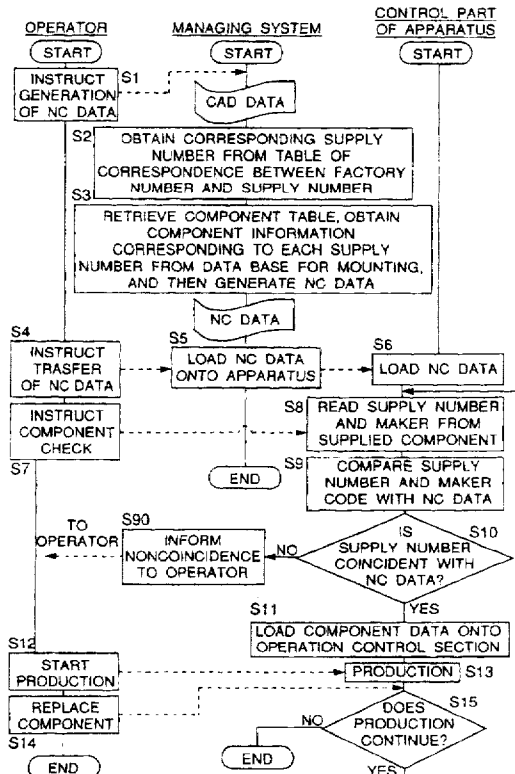 OPERATOR
MANAGING SYSTEM
CONTROL PART
OF APPARATUS
START
START
START
INSTRUCT
GENERATION
OF NC DATA
S1
CAD DATA
S2
OBTAIN CORRESPONDING SUPPLY
NUMBER FROM TABLE OF
CORRESPONDENCE BETWEEN FACTORY
NUMBER AND SUPPLY NUMBER
S3
RETRIEVE COMPONENT TABLE, OBTAIN
COMPONENT INFORMATION
CORRESPONDING TO EACH SUPPLY
NUMBER FROM DATA BASE FOR MOUNTING,
AND THEN GENERATE NC DATA
NC DATA
S4
INSTRUCT
TRASFER
OF NC DATA
S5
LOAD NC DATA
ONTO APPARATUS
S6
LOAD NC DATA
INSTRUCT
COMPONENT
CHECK
S7
END
S8
READ SUPPLY NUMBER
AND MAKER FROM
SUPPLIED COMPONENT
S9
COMPARE SUPPLY
NUMBER AND MAKER
CODE WITH NC DATA
TO
OPERATOR
S90
INFORM
NONCOINCIDENCE
TO OPERATOR
NO
IS
SUPPLY NUMBER
COINCIDENT WITH
NC DATA?
S10
YES
S11
LOAD COMPONENT DATA ONTO
OPERATION CONTROL SECTION
S12
START
PRODUCTION
PRODUCTION
S13
REPLACE
COMPONENT
S14
END
NO
END
DOES
PRODUCTION
CONTINUE?
S15
YES